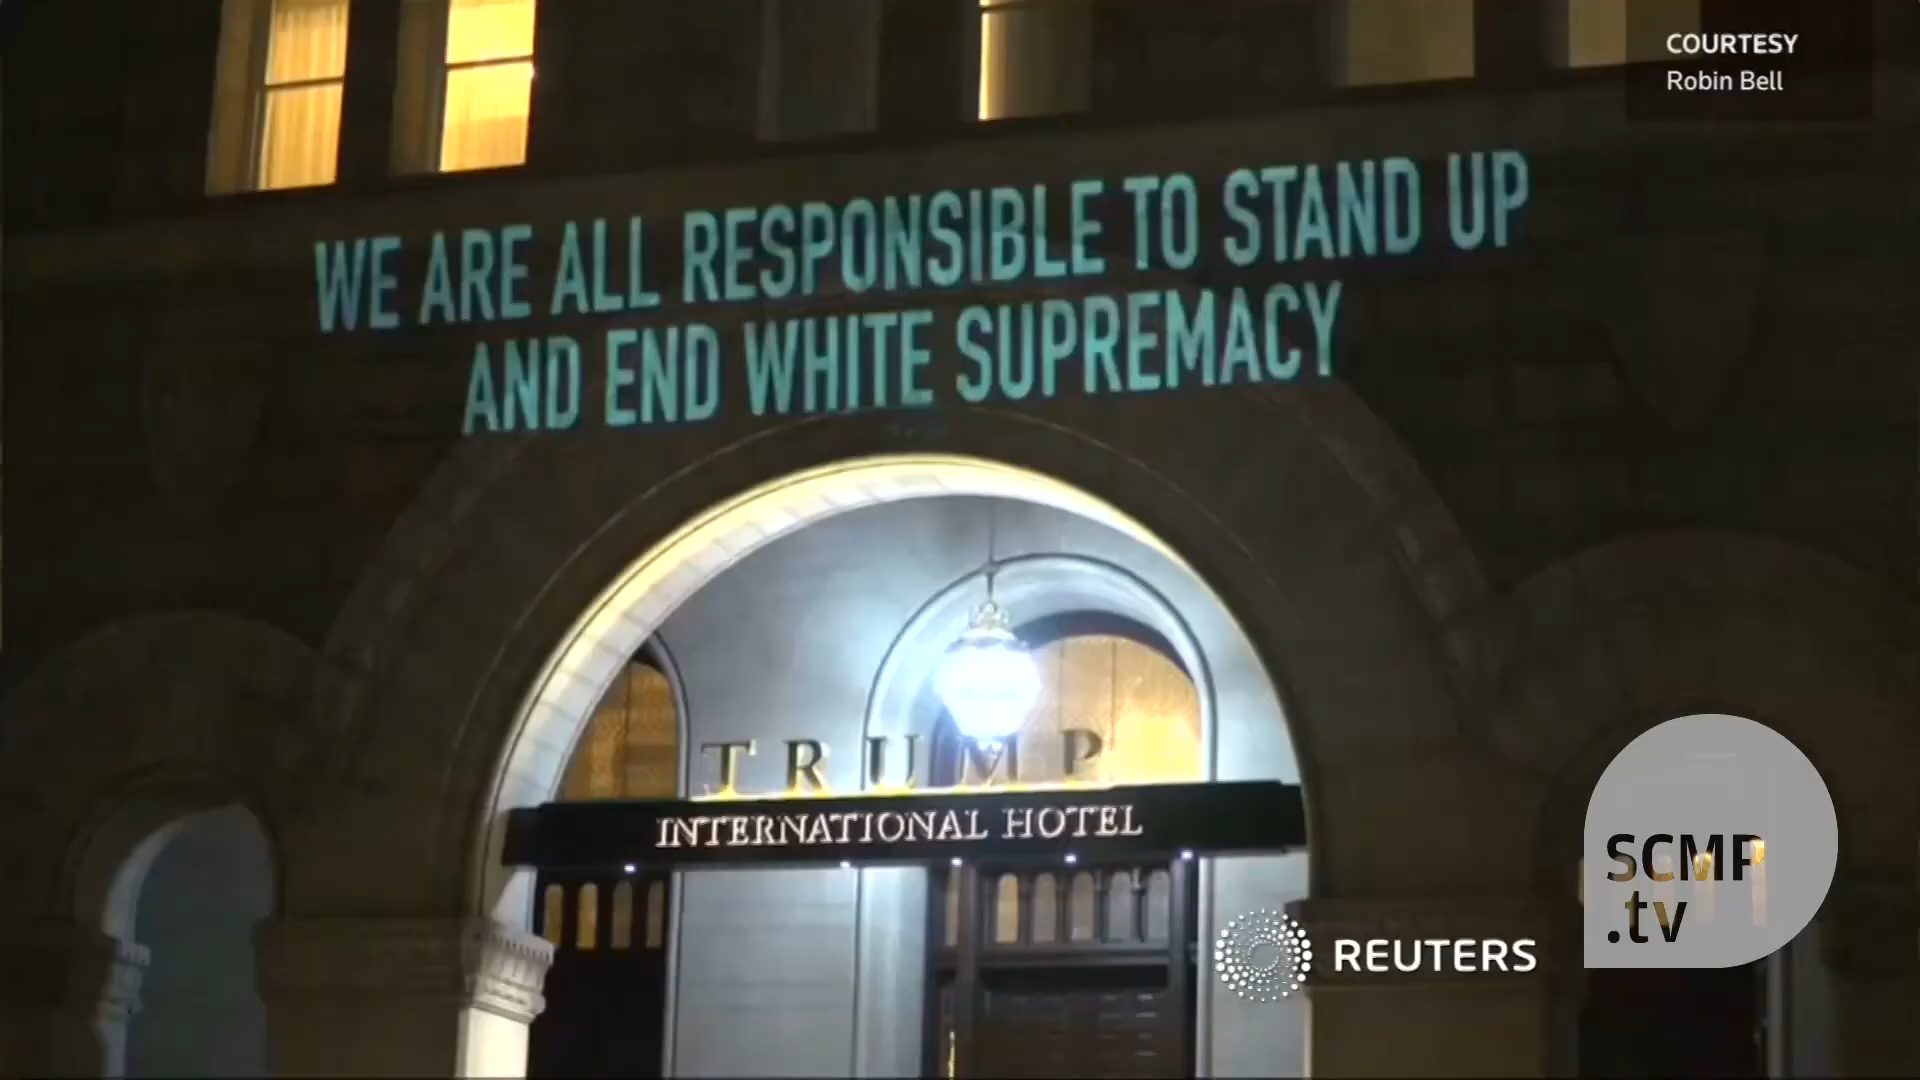 COURTESY
Robin Bell
WE ARE ALL RESPONSIBLE TO STAND UP
AND END WHITE SUPREMACY
TRUMP
INTERNATIONAL HOTEL
REUTERS
SCMP
.tv